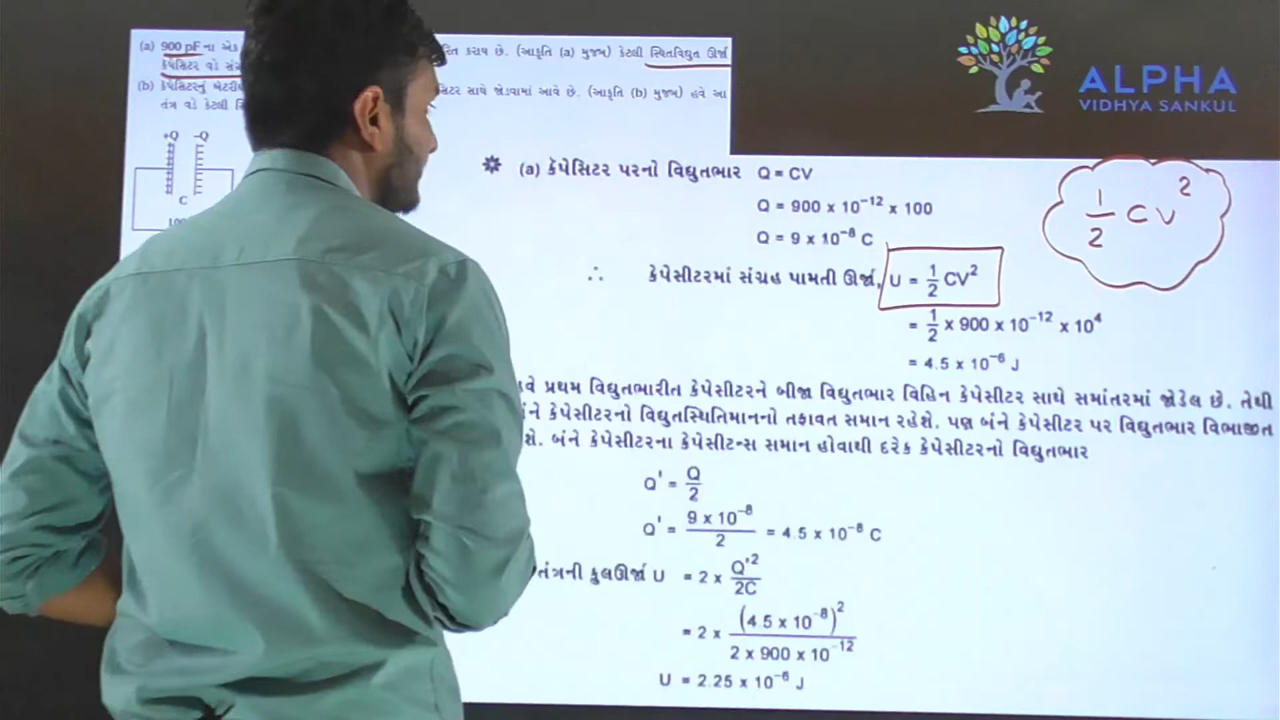 (a) 900 pF ના એક
રિત કરાય છે. (આકૃતિ (a) મુજબ) કેટલી સ્થિતવિદ્યુત ઊર્જા
કેપેસિટર વડે સંગ્ર
(b) કેપેસિટરનું બેટરી
સિટર સાથે જોડવામાં આવે છે. (આકૃતિ (b) મુજબ) હવે આ
તંત્ર વડે કેટલી
+Q -Q
C
100
ALPHA
VIDHYA SANKUL
(a) કેપેસિટર પરનો વિદ્યુતભાર Q = CV
Q = 900 x 10⁻¹² x 100
Q = 9 x 10⁻⁸ C
1/2 CV²
∴ કેપેસીટરમાં સંગ્રહ પામતી ઊર્જા, U = 1/2 CV²
= 1/2 x 900 x 10⁻¹² x 10⁴
= 4.5 x 10⁻⁶ J
વે પ્રથમ વિદ્યુતભારીત કેપેસીટરને બીજા વિદ્યુતભાર વિહિન કેપેસીટર સાથે સમાંતરમાં જોડેલ છે. તેથી
ને કેપેસીટરનો વિદ્યુતસ્થિતિમાનનો તફાવત સમાન રહેશે. પણ બંને કેપેસીટર પર વિદ્યુતભાર વિભાજીત
શે. બંને કેપેસીટરના કેપેસીટન્સ સમાન હોવાથી દરેક કેપેસીટરનો વિદ્યુતભાર
Q' = Q/2
Q' = 9 x 10⁻⁸/2 = 4.5 x 10⁻⁸ C
તંત્રની કુલઊર્જા U = 2 x Q'²/2C
= 2 x (4.5 x 10⁻⁸)²/2 x 900 x 10⁻¹²
U = 2.25 x 10⁻⁶ J